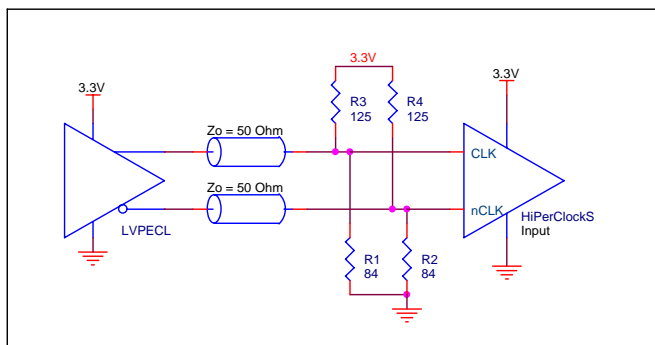 3.3V
3.3V
3.3V
R3
125
R4
125
Zo = 50 Ohm
CLK
Zo = 50 Ohm
nCLK
LVPECL
HiPerClockS
Input
R1
84
R2
84